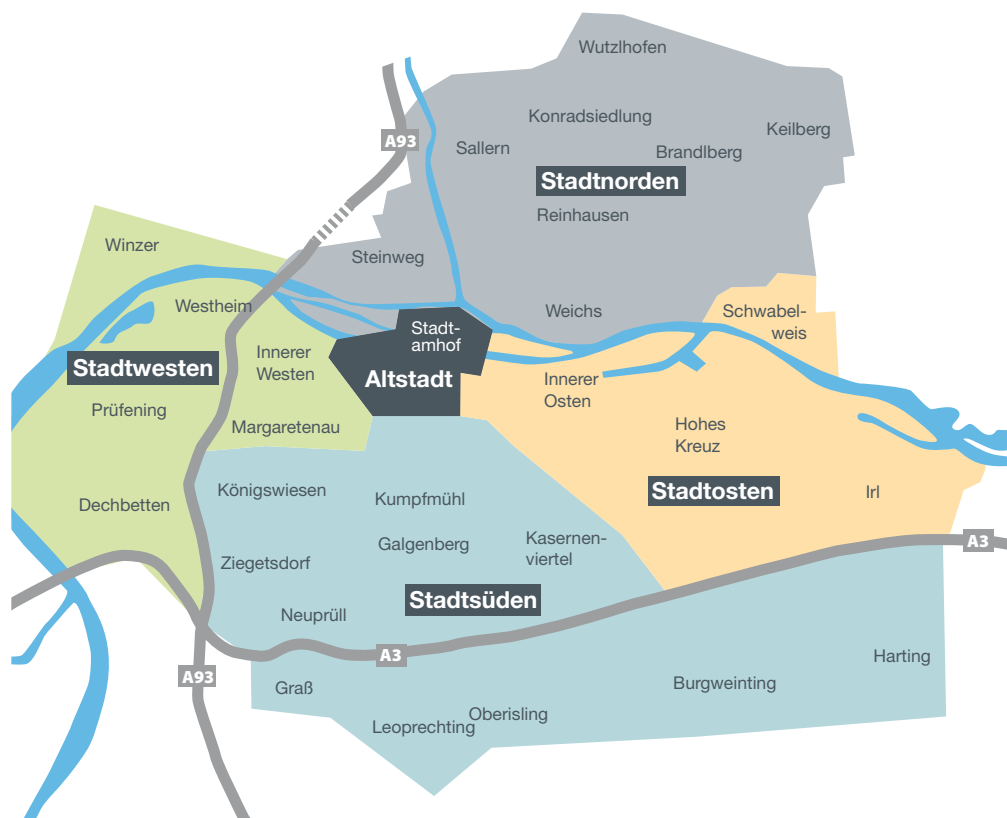 Wutzlhofen
Konradsiedlung
Keilberg
A93
Sallern
Brandlberg
Stadtnorden
Reinhausen
Winzer
Steinweg
Westheim
Weichs
Schwabel-
weis
Stadt-
amhof
Innerer
Westen
Stadtwesten
Altstadt
Innerer
Osten
Prüfening
Margaretenau
Hohes
Kreuz
Königswiesen
Kumpfmühl
Stadtosten
Irl
Dechbetten
Galgenberg
Kasernen-
viertel
A3
Ziegetsdorf
Stadtsüden
Neuprüll
A3
A93
Harting
Graß
Burgweinting
Oberisling
Leoprechting